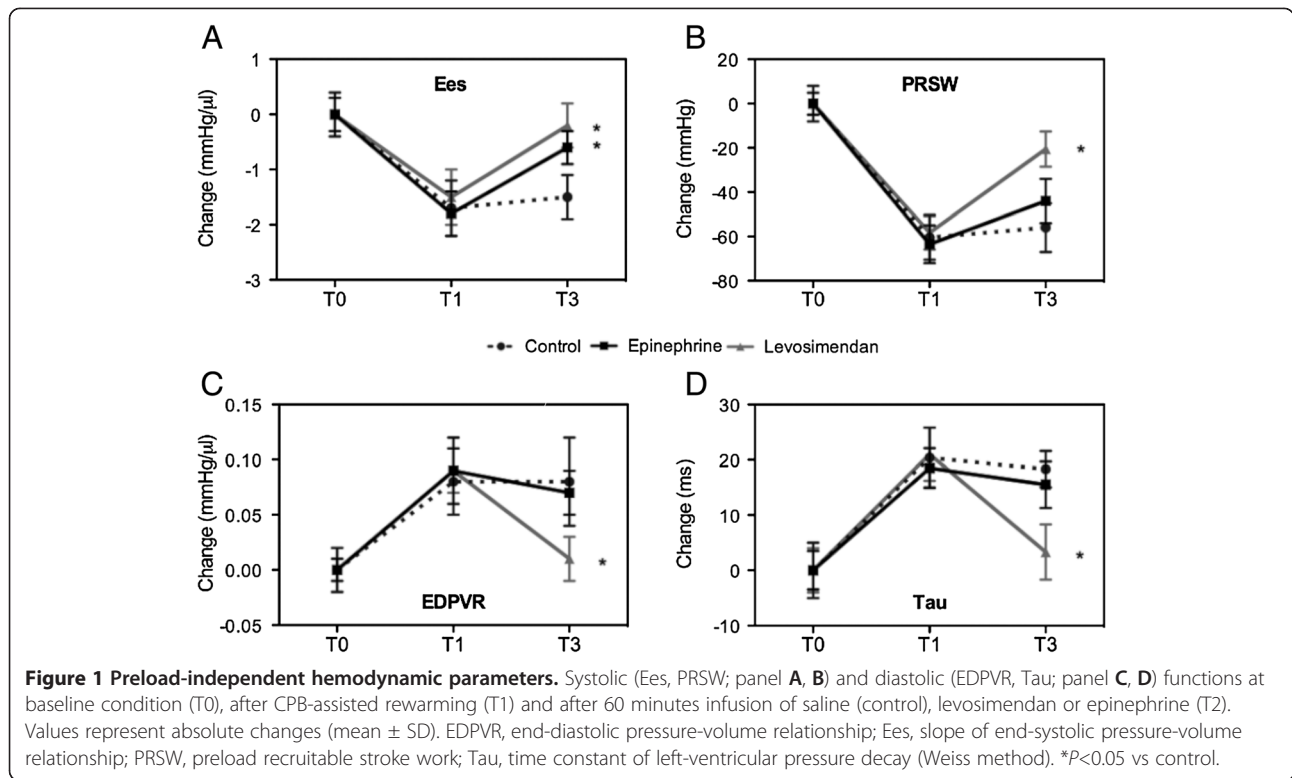 A
B
Ees
PRSW
Change (mmHg/µl)
1
0
-1
-2
-3
T0 T1 T3
*
*
Change (mmHg)
20
0
-20
-40
-60
-80
T0 T1 T3
*
Control Epinephrine Levosimendan
C
D
Change (mmHg/µl)
0.15
0.10
0.05
0.00
-0.05
EDPVR
T0 T1 T3
*
Change (ms)
30
20
10
0
-10
Tau
T0 T1 T3
*
Figure 1 Preload-independent hemodynamic parameters. Systolic (Ees, PRSW; panel A, B) and diastolic (EDPVR, Tau; panel C, D) functions at
baseline condition (T0), after CPB-assisted rewarming (T1) and after 60 minutes infusion of saline (control), levosimendan or epinephrine (T2).
Values represent absolute changes (mean ± SD). EDPVR, end-diastolic pressure-volume relationship; Ees, slope of end-systolic pressure-volume
relationship; PRSW, preload recruitable stroke work; Tau, time constant of left-ventricular pressure decay (Weiss method). *P<0.05 vs control.